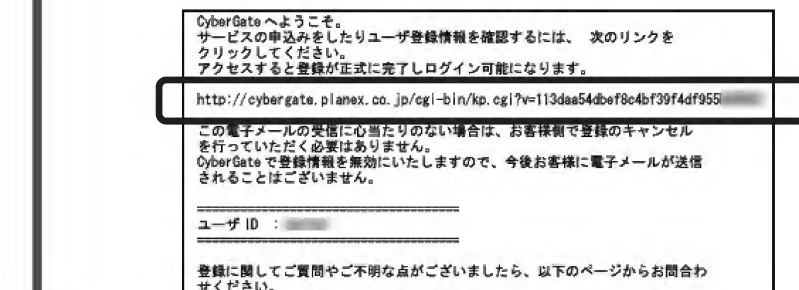 CyberGate へようこそ。
サービスの申込みをしたりユーザ登録情報を確認するには、 次のリンクを
クリックしてください。
アクセスすると登録が正式に完了しログイン可能になります。
http://cybergate.planex.co.jp/cgi-bin/kp.cgi?v=113daa54dbef8c4bf39f4df955
この電子メールの受信に心当たりのない場合は、お客様側で登録のキャンセル
を行っていただく必要はありません。
CyberGate で登録情報を無効にいたしますので、今後お客様に電子メールが送信
されることはございません。
ユーザ ID :
登録に関してご質問やご不明な点がございましたら、以下のページからお問合わ
せください。